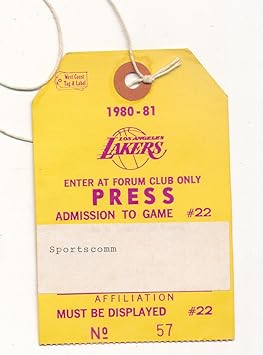 West Coast
Tag & Label
1980-81
LOS ANGELES
LAKERS
ENTER AT FORUM CLUB ONLY
PRESS
ADMISSION TO GAME #22
Sportscomm
AFFILIATION
MUST BE DISPLAYED #22
No 57